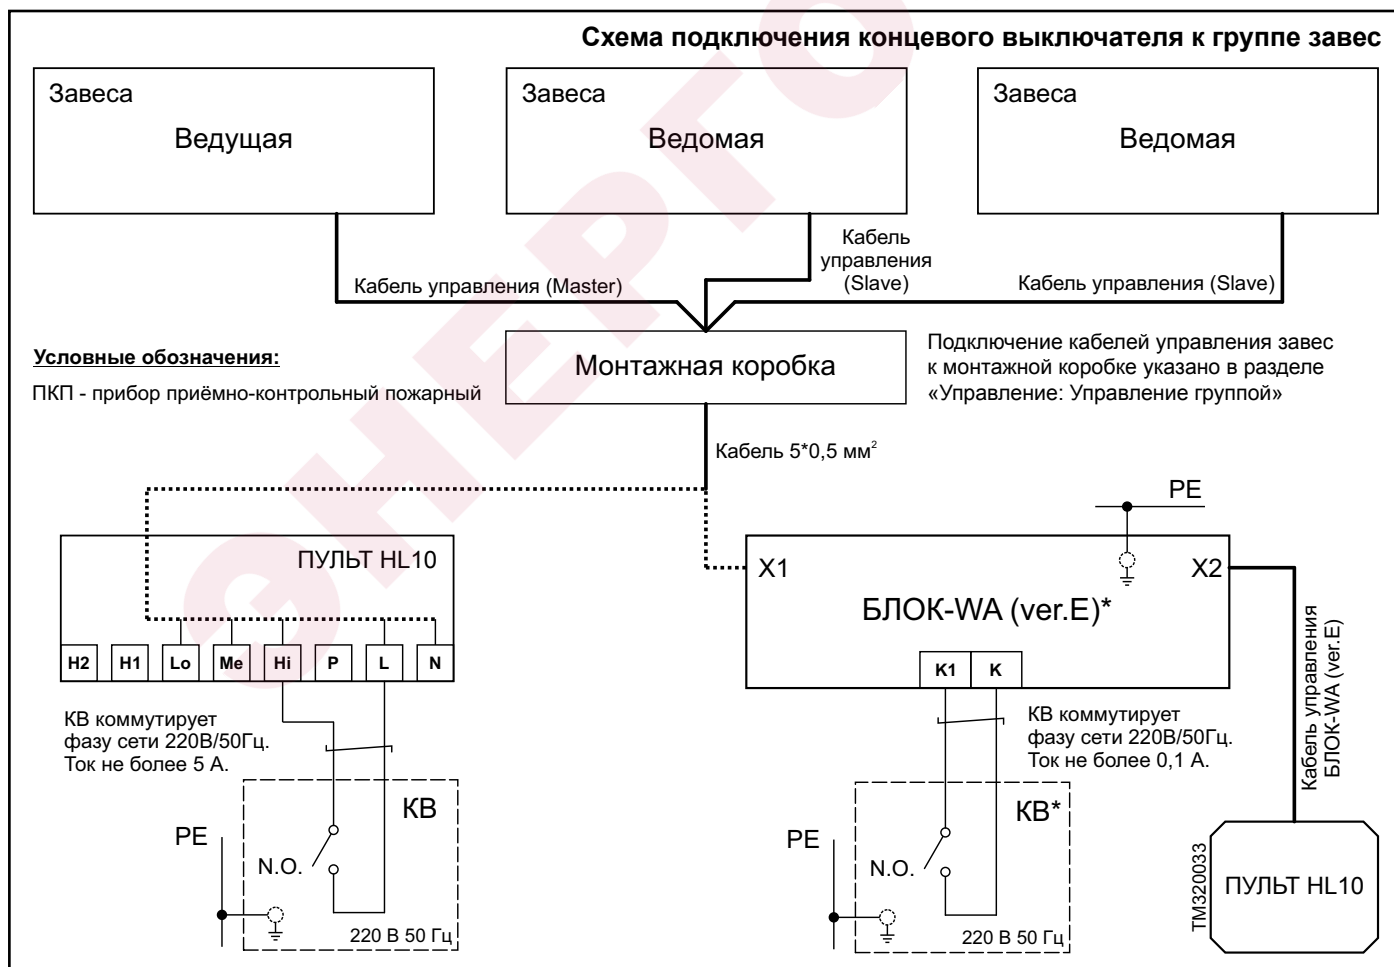 Схема подключения концевого выключателя к группе завес
Завеса
Ведущая
Завеса
Ведомая
Завеса
Ведомая
Кабель управления (Master)
Кабель
управления
(Slave)
Кабель управления (Slave)
Условные обозначения:
ПКП - прибор приёмно-контрольный пожарный
Монтажная коробка
Подключение кабелей управления завес
к монтажной коробке указано в разделе
«Управление: Управление группой»
Кабель 5*0,5 мм²
ПУЛЬТ HL10
H2 H1 Lo Me Hi P L N
КВ коммутирует
фазу сети 220В/50Гц.
Ток не более 5 А.
КВ
PE
N.O.
220 В 50 Гц
PE
X1
X2
БЛОК-WA (ver.E)*
K1 K
КВ коммутирует
фазу сети 220В/50Гц.
Ток не более 0,1 А.
КВ*
PE
N.O.
220 В 50 Гц
Кабель управления
БЛОК-WA (ver.E)
TM320033
ПУЛЬТ HL10
ЭНЕРГО